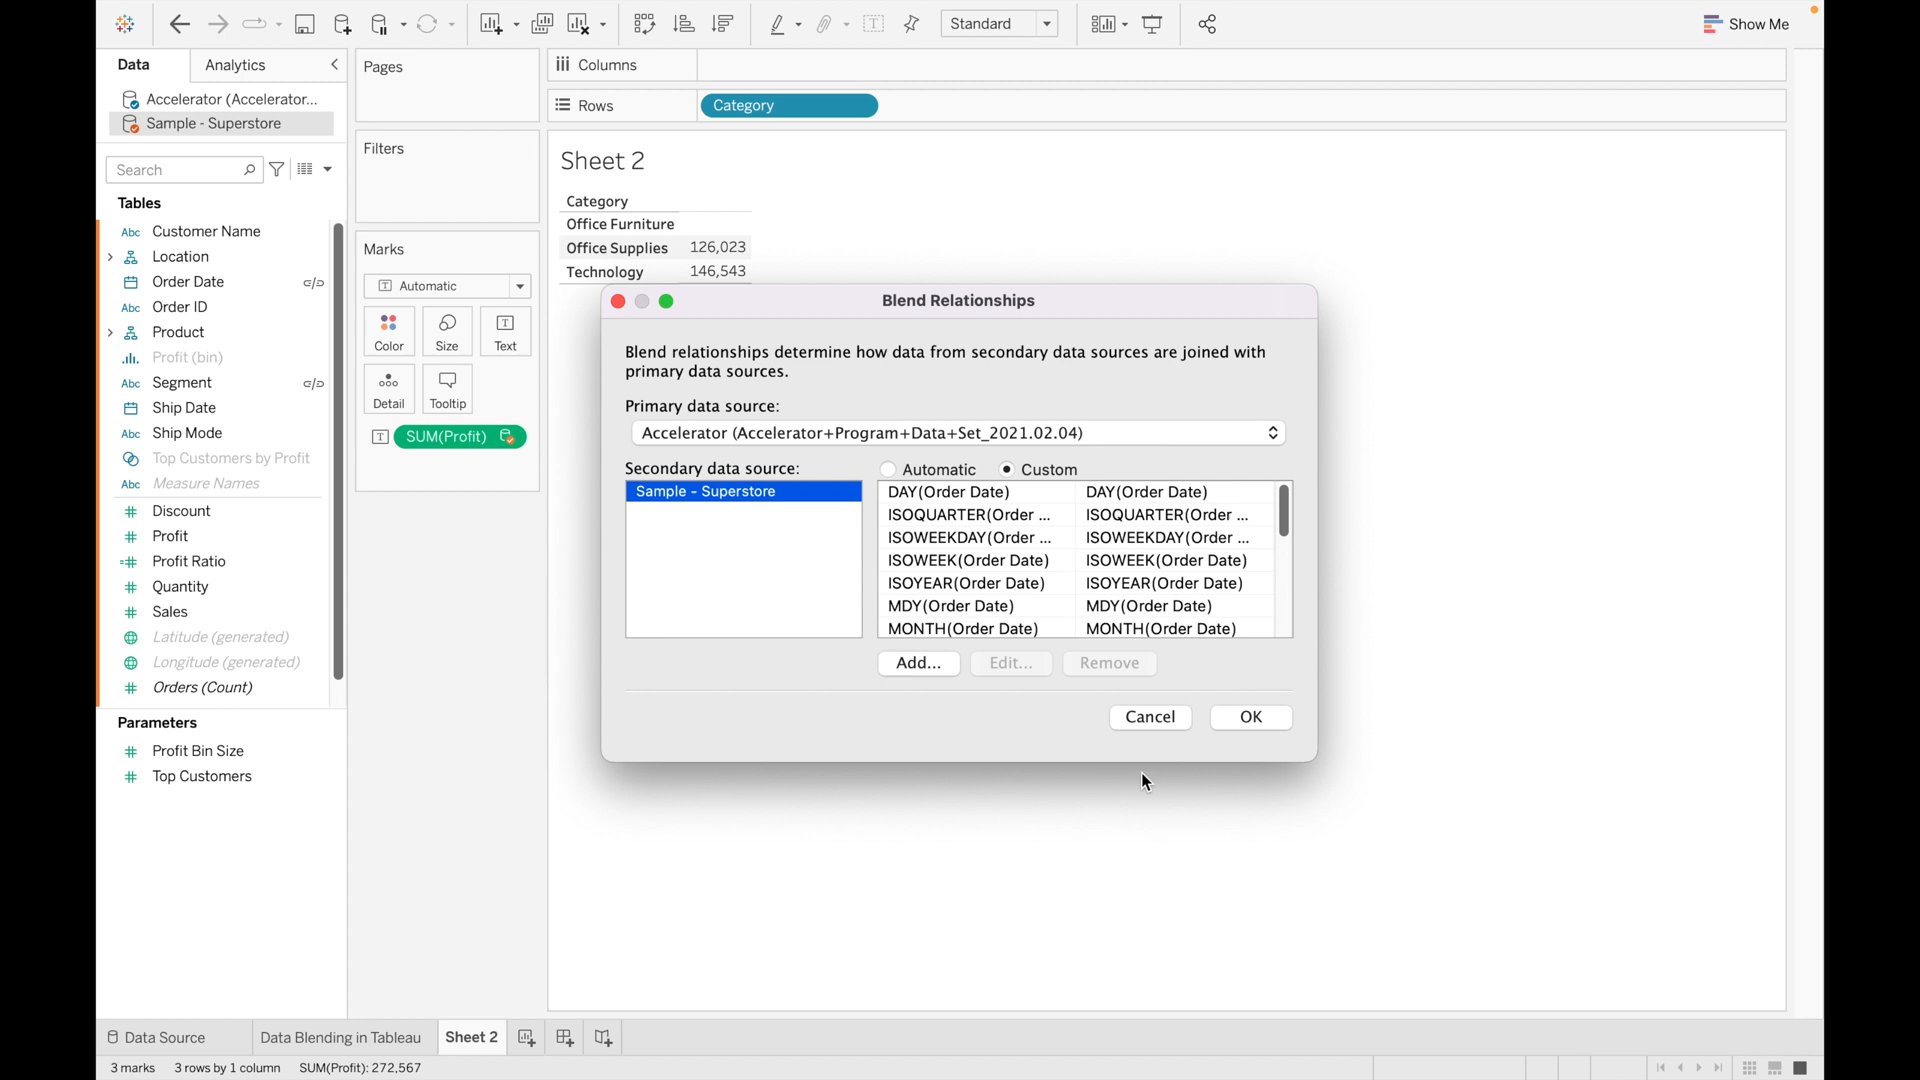 Standard
Show Me
Data
Analytics
Accelerator (Accelerator...
Sample - Superstore
Search
Tables
Abc Customer Name
Location
Order Date
Abc Order ID
Product
Profit (bin)
Abc Segment
Ship Date
Abc Ship Mode
Top Customers by Profit
Abc Measure Names
Discount
Profit
Profit Ratio
Quantity
Sales
Latitude (generated)
Longitude (generated)
Orders (Count)
Parameters
Profit Bin Size
Top Customers
Pages
Filters
Marks
Automatic
Color
Size
Text
Detail
Tooltip
SUM(Profit)
Columns
Rows
Category
Sheet 2
Category
Office Furniture
Office Supplies 126,023
Technology 146,543
Blend Relationships
Blend relationships determine how data from secondary data sources are joined with
primary data sources.
Primary data source:
Accelerator (Accelerator+Program+Data+Set_2021.02.04)
Secondary data source:
Automatic Custom
Sample - Superstore
DAY(Order Date) DAY(Order Date)
ISOQUARTER(Order ... ISOQUARTER(Order ...
ISOWEEKDAY(Order ... ISOWEEKDAY(Order ...
ISOWEEK(Order Date) ISOWEEK(Order Date)
ISOYEAR(Order Date) ISOYEAR(Order Date)
MDY(Order Date) MDY(Order Date)
MONTH(Order Date) MONTH(Order Date)
Add... Edit... Remove
Cancel OK
Data Source
Data Blending in Tableau
Sheet 2
3 marks 3 rows by 1 column SUM(Profit): 272,567